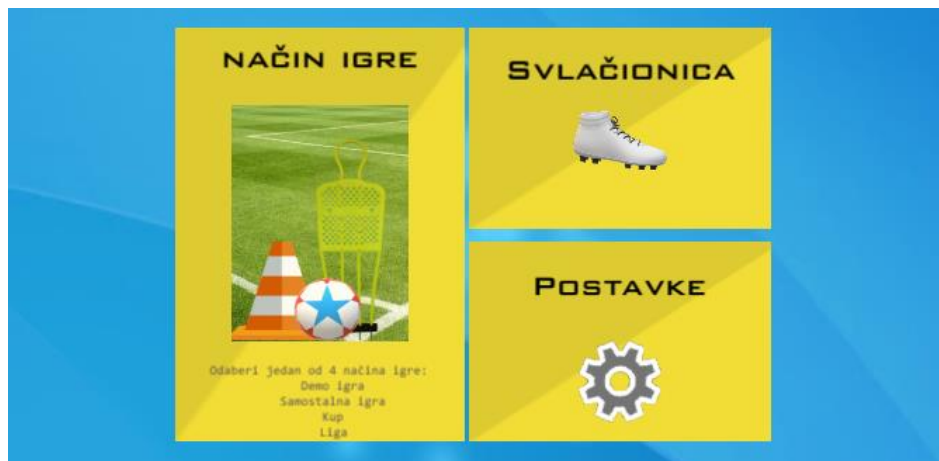 NAČIN IGRE
Odaberi jedan od 4 načina igre:
Demo igra
Samostalna igra
Kup
Liga
SVLAČIONICA
POSTAVKE